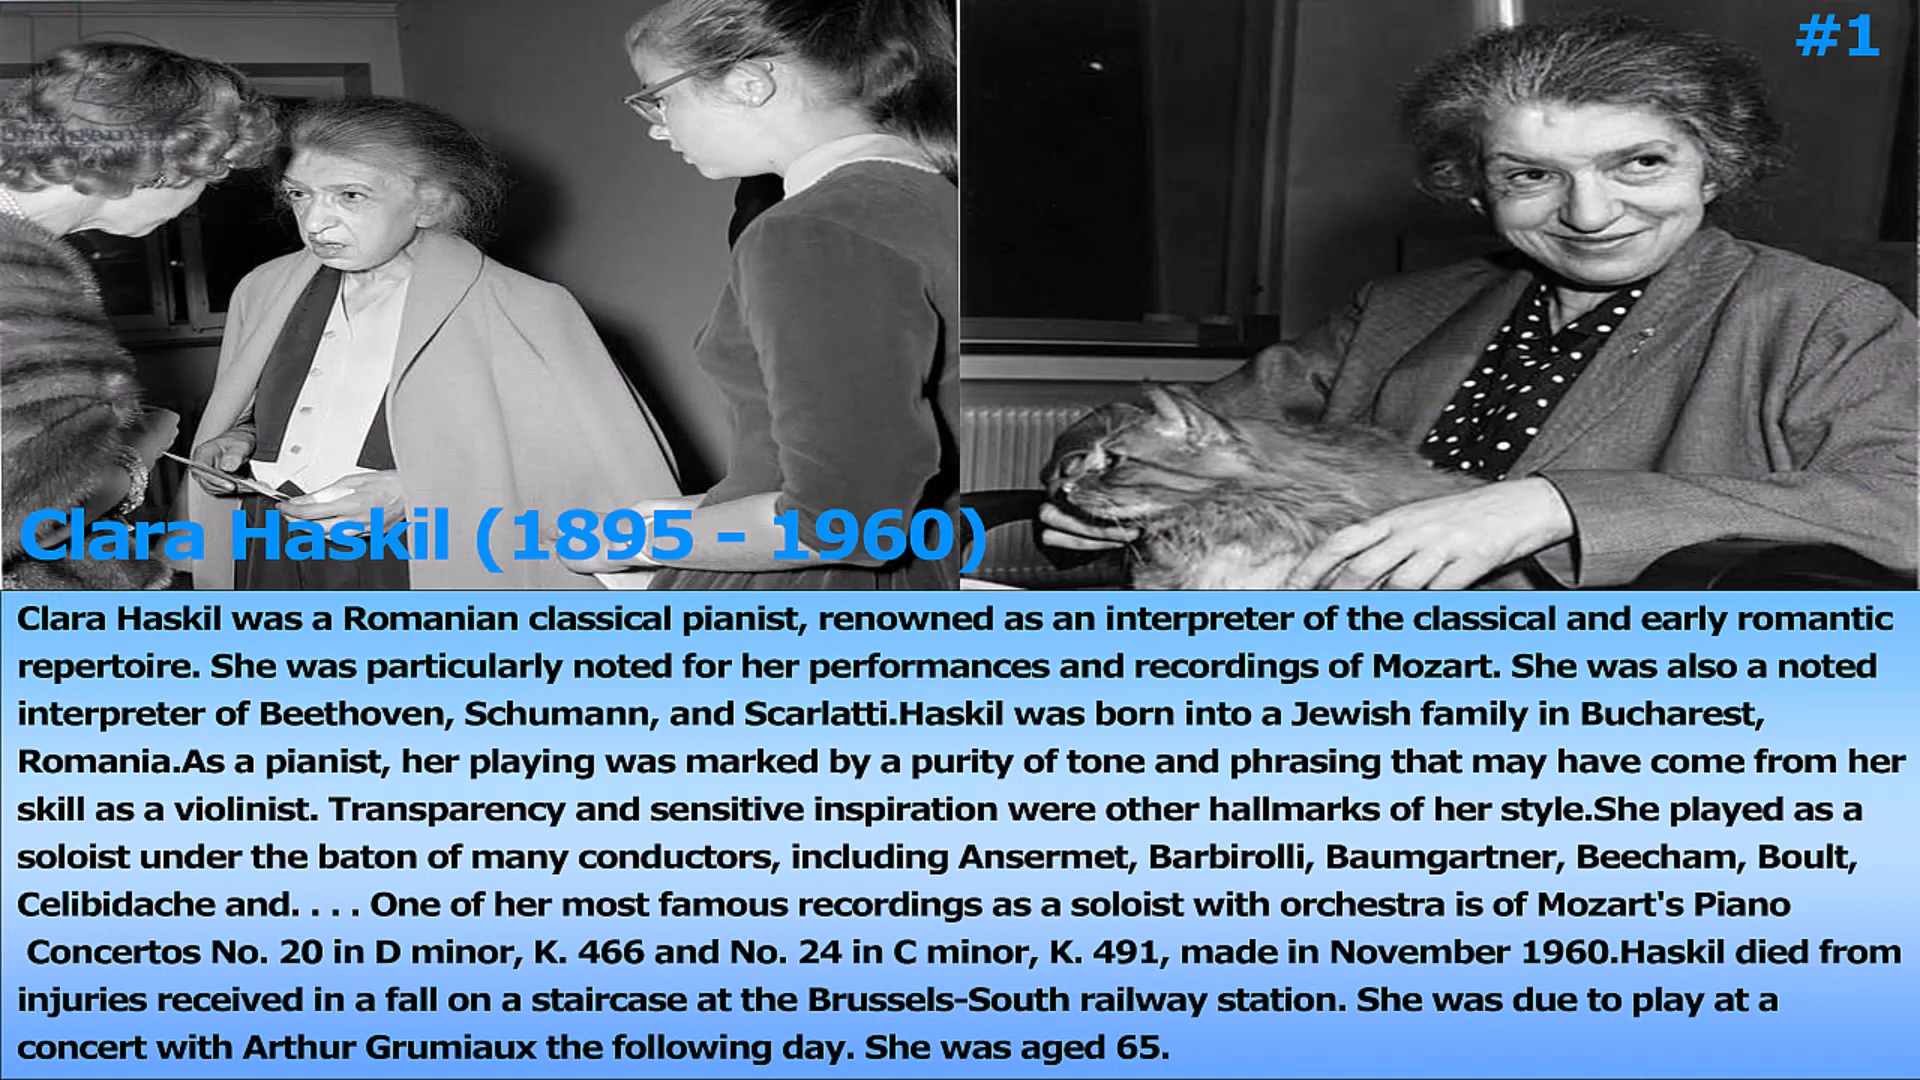 #1
Clara Haskil (1895 - 1960)
Clara Haskil was a Romanian classical pianist, renowned as an interpreter of the classical and early romantic
repertoire. She was particularly noted for her performances and recordings of Mozart. She was also a noted
interpreter of Beethoven, Schumann, and Scarlatti.Haskil was born into a Jewish family in Bucharest,
Romania.As a pianist, her playing was marked by a purity of tone and phrasing that may have come from her
skill as a violinist. Transparency and sensitive inspiration were other hallmarks of her style.She played as a
soloist under the baton of many conductors, including Ansermet, Barbirolli, Baumgartner, Beecham, Boult,
Celibidache and. . . . One of her most famous recordings as a soloist with orchestra is of Mozart's Piano
Concertos No. 20 in D minor, K. 466 and No. 24 in C minor, K. 491, made in November 1960.Haskil died from
injuries received in a fall on a staircase at the Brussels-South railway station. She was due to play at a
concert with Arthur Grumiaux the following day. She was aged 65.